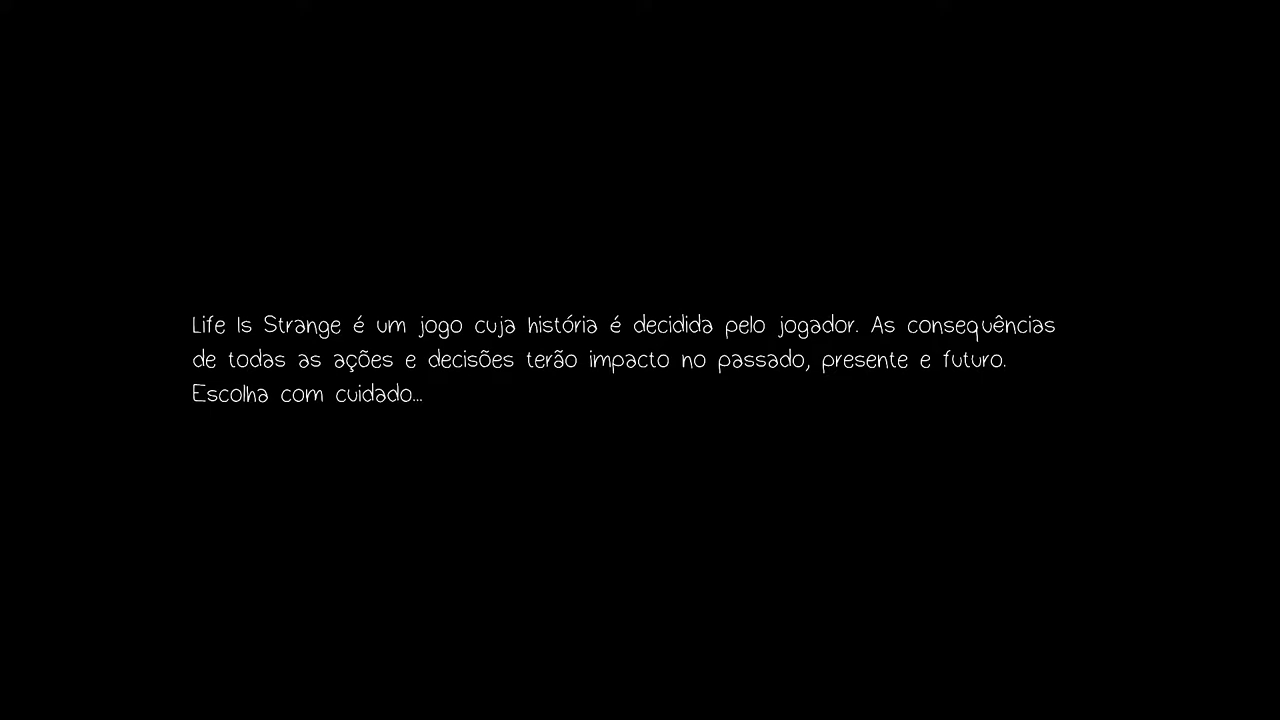 Life Is Strange é um jogo cuja história é decidida pelo jogador. As consequências
de todas as ações e decisões terão impacto no passado, presente e futuro.
Escolha com cuidado...